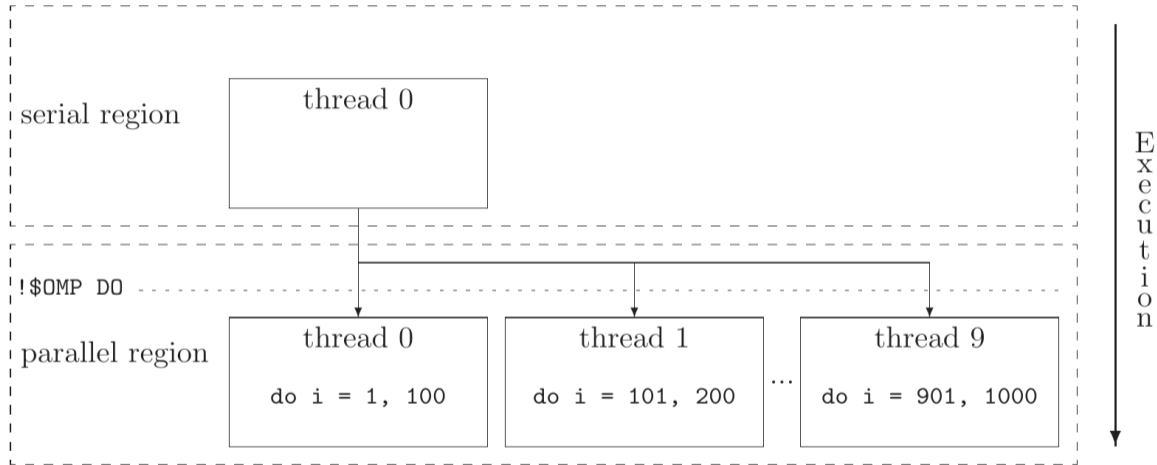 thread 0
serial region
Execution
!$OMP DO
thread 0
thread 1
thread 9
parallel region
do i = 1, 100
do i = 101, 200
...
do i = 901, 1000